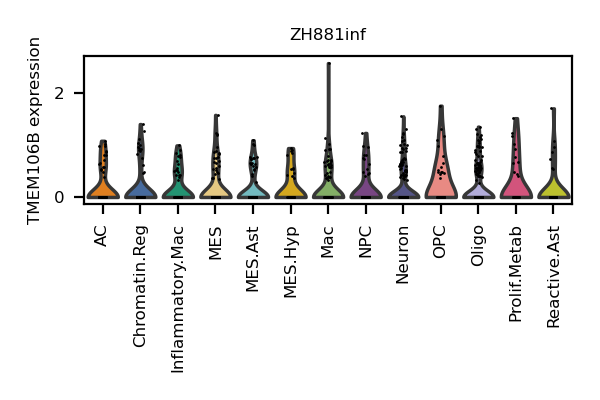 ZH881inf
TMEM106B expression
2
0
AC
Chromatin.Reg
Inflammatory.Mac
MES
MES.Ast
MES.Hyp
Mac
NPC
Neuron
OPC
Oligo
Prolif.Metab
Reactive.Ast